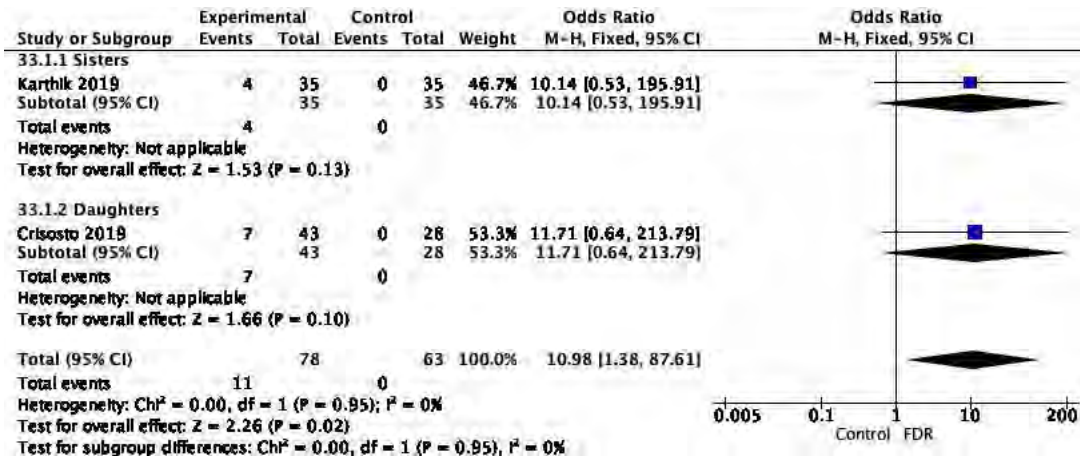 Experimental Control Odds Ratio Odds Ratio
Study or Subgroup Events Total Events Total Weight M-H, Fixed, 95% CI M-H, Fixed, 95% CI
33.1.1 Sisters
Karthik 2019 4 35 0 35 46.7% 10.14 [0.53, 195.91]
Subtotal (95% CI) 35 35 46.7% 10.14 [0.53, 195.91]
Total events 4 0
Heterogeneity: Not applicable
Test for overall effect: Z = 1.53 (P = 0.13)
33.1.2 Daughters
Crisosto 2019 7 43 0 28 53.3% 11.71 [0.64, 213.79]
Subtotal (95% CI) 43 28 53.3% 11.71 [0.64, 213.79]
Total events 7 0
Heterogeneity: Not applicable
Test for overall effect: Z = 1.66 (P = 0.10)
Total (95% CI) 78 63 100.0% 10.98 [1.38, 87.61]
Total events 11 0
Heterogeneity: Chi² = 0.00, df = 1 (P = 0.95); I² = 0%
Test for overall effect: Z = 2.26 (P = 0.02)
Test for subgroup differences: Chi² = 0.00, df = 1 (P = 0.95), I² = 0%
0.005 0.1 1 10 200
Control FDR